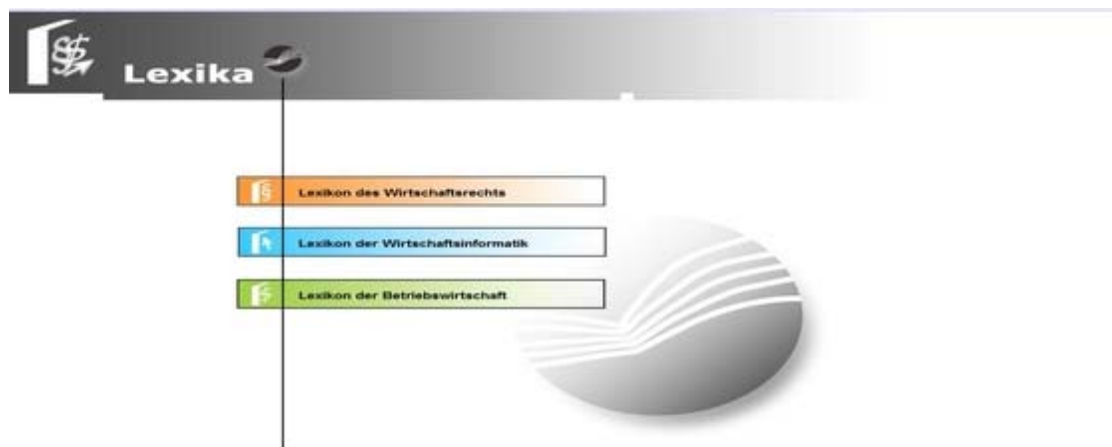 Lexika
Lexikon des Wirtschaftsrechts
Lexikon der Wirtschaftsinformatik
Lexikon der Betriebswirtschaft